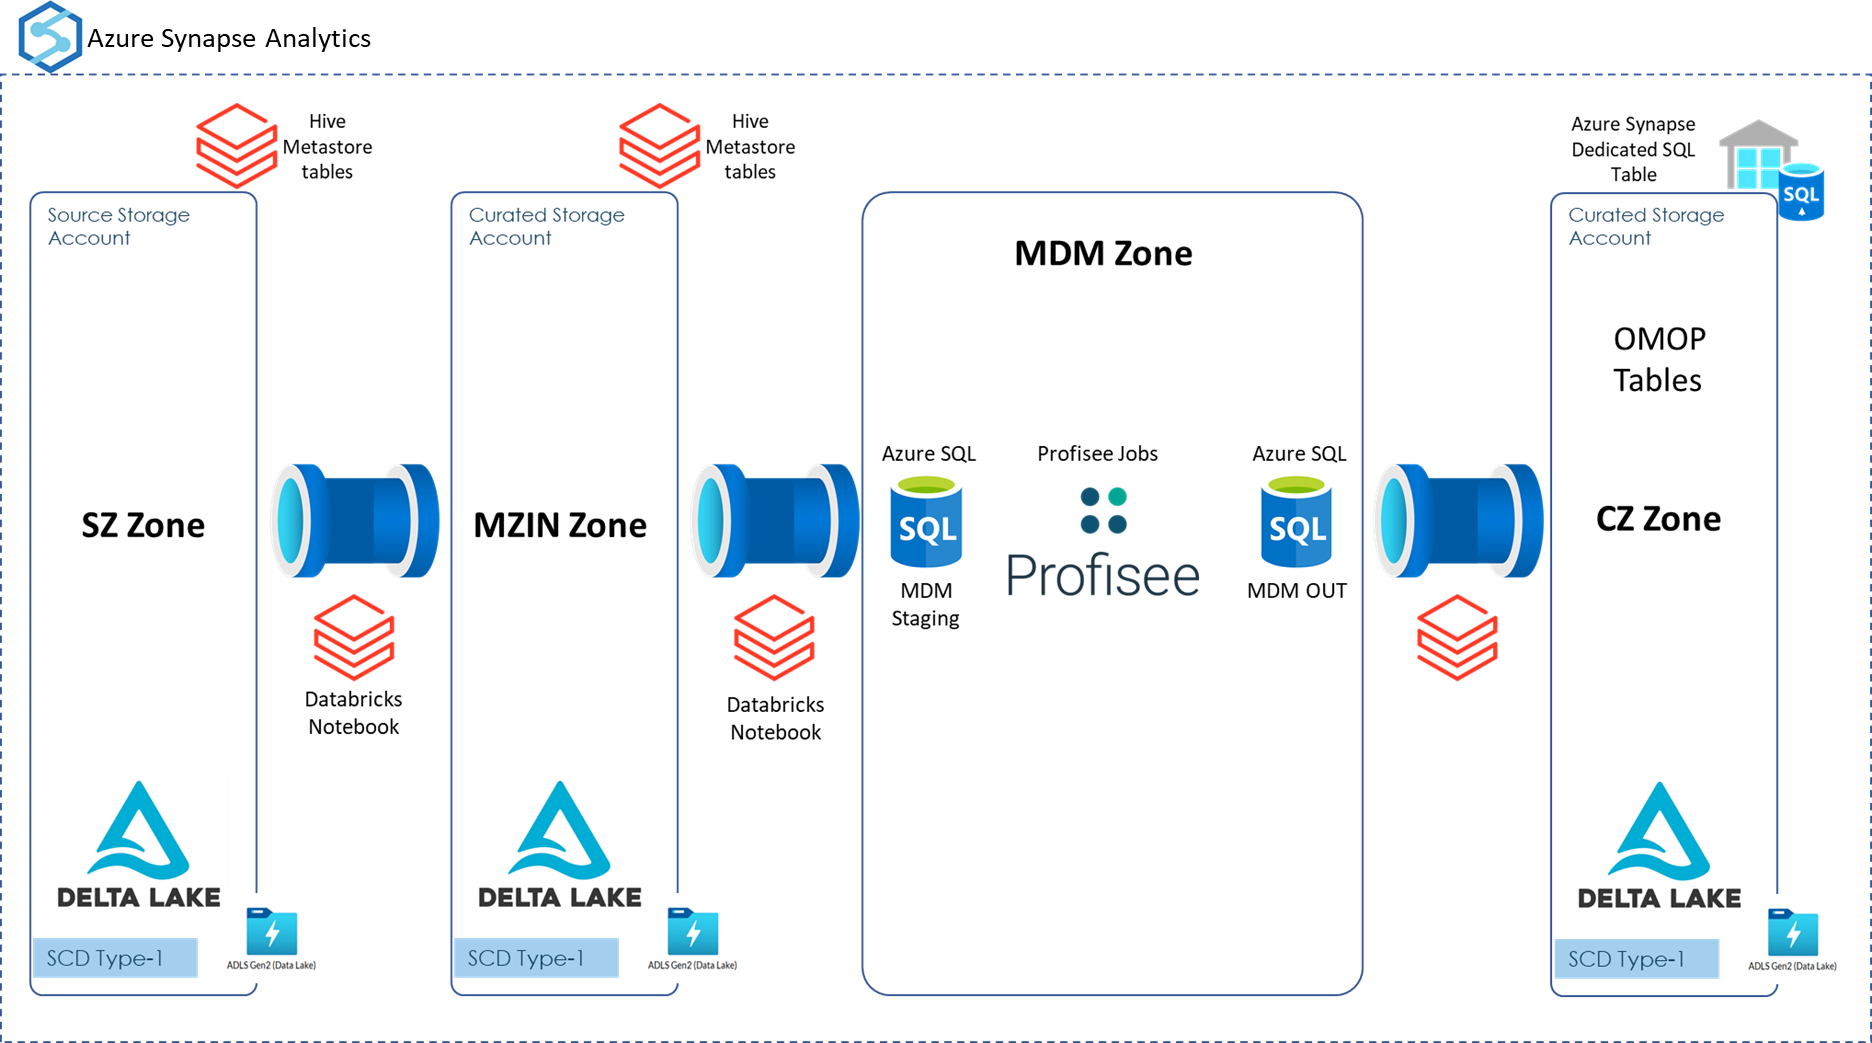 Azure Synapse Analytics
Hive
Metastore
tables
Hive
Metastore
tables
Azure Synapse
Dedicated SQL
Table
SQL
Source Storage
Account
SZ Zone
DELTA LAKE
SCD Type-1
ADLS Gen2 (Data Lake)
Databricks
Notebook
Curated Storage
Account
MZIN Zone
DELTA LAKE
SCD Type-1
ADLS Gen2 (Data Lake)
Databricks
Notebook
MDM Zone
Azure SQL
SQL
MDM
Staging
Profisee Jobs
Profisee
Azure SQL
SQL
MDM OUT
Curated Storage
Account
OMOP
Tables
CZ Zone
DELTA LAKE
SCD Type-1
ADLS Gen2 (Data Lake)